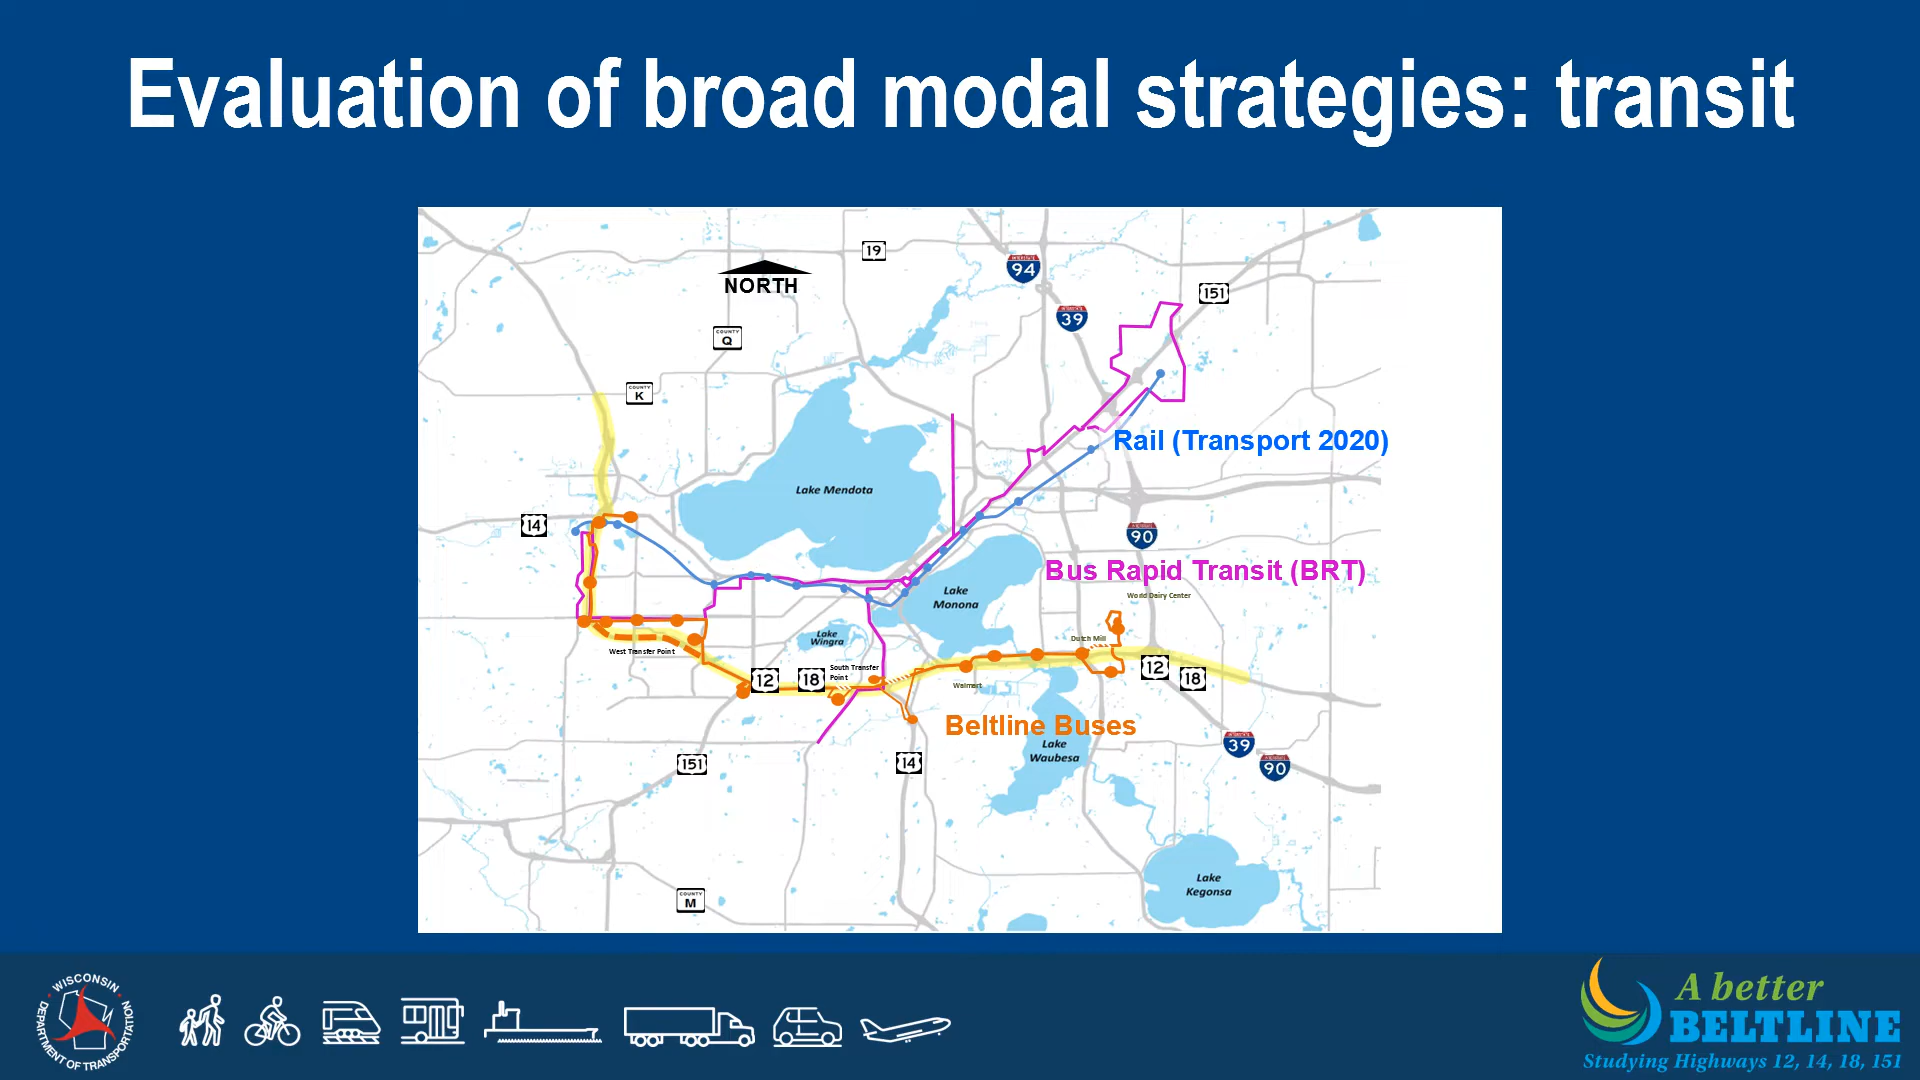 Evaluation of broad modal strategies: transit
19
94
NORTH
151
39
COUNTY
Q
COUNTY
K
Rail (Transport 2020)
Lake Mendota
14
90
Bus Rapid Transit (BRT)
Lake
Monona
World Dairy Center
Lake
Wingra
Dutch Mill
West Transfer Point
South Transfer
Point
12
18
12
18
Walmart
Beltline Buses
Lake
Waubesa
39
90
151
14
Lake
Kegonsa
COUNTY
M
WISCONSIN
DEPARTMENT OF TRANSPORTATION
A better
BELTLINE
Studying Highways 12, 14, 18, 151